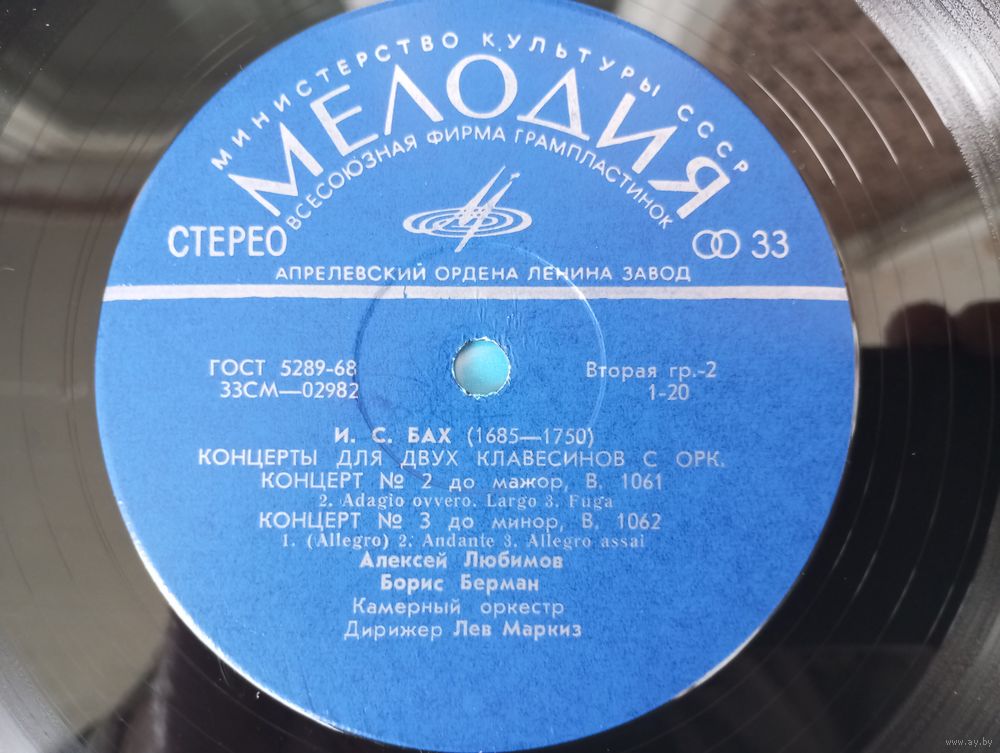 МИНИСТЕРСТВО КУЛЬТУРЫ СССР
МЕЛОДИЯ
ВСЕСОЮЗНАЯ ФИРМА ГРАМПЛАСТИНОК
СТЕРЕО
33
АПРЕЛЕВСКИЙ ОРДЕНА ЛЕНИНА ЗАВОД
ГОСТ 5289-68
Вторая гр.-2
33СМ—02982
1-20
И. С. БАХ (1685—1750)
КОНЦЕРТЫ ДЛЯ ДВУХ КЛАВЕСИНОВ С ОРК.
КОНЦЕРТ № 2 до мажор, В. 1061
2. Adagio ovvero. Largo 3. Fuga
КОНЦЕРТ № 3 до минор, В. 1062
1. (Allegro) 2. Andante 3. Allegro assai
Алексей Любимов
Борис Берман
Камерный оркестр
Дирижер Лев Маркиз
www.ay.by